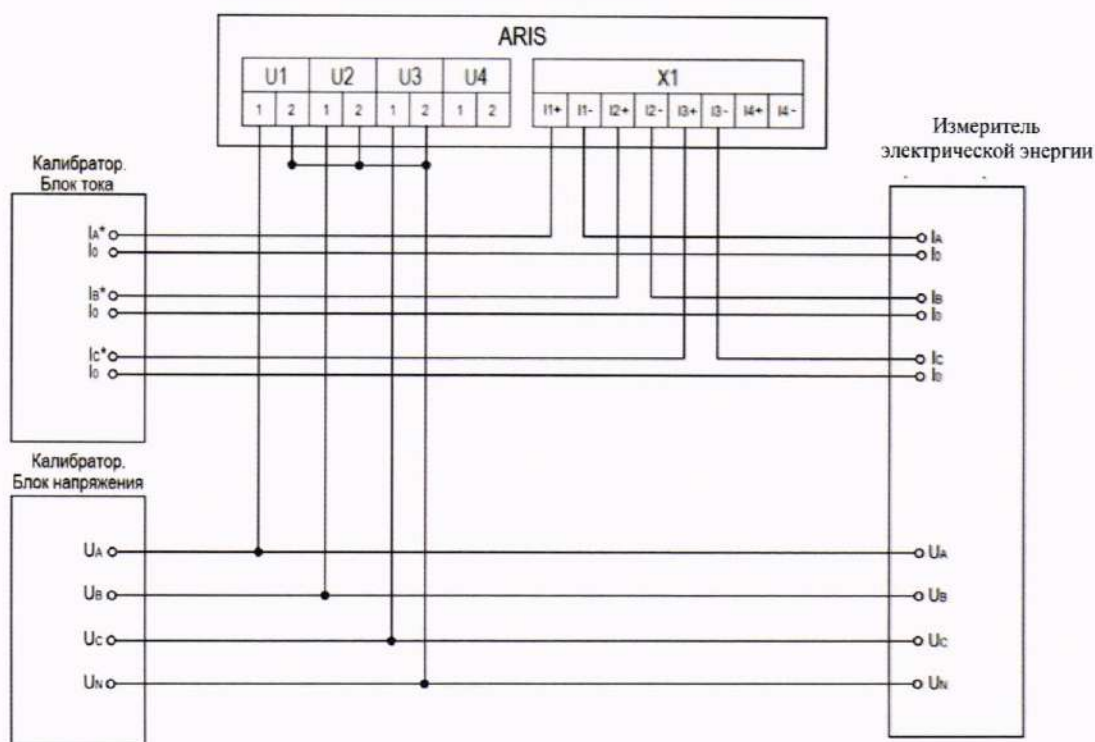 ARIS
U1 U2 U3 U4 X1
1 2 1 2 1 2 1 2 I1+ I1- I2+ I2- I3+ I3- I4+ I4-
Измеритель
электрической энергии
Калибратор.
Блок тока
IA* IA
I0 I0
IB* IB
I0 I0
IC* IC
I0 I0
Калибратор.
Блок напряжения
UA UA
UB UB
UC UC
UN UN